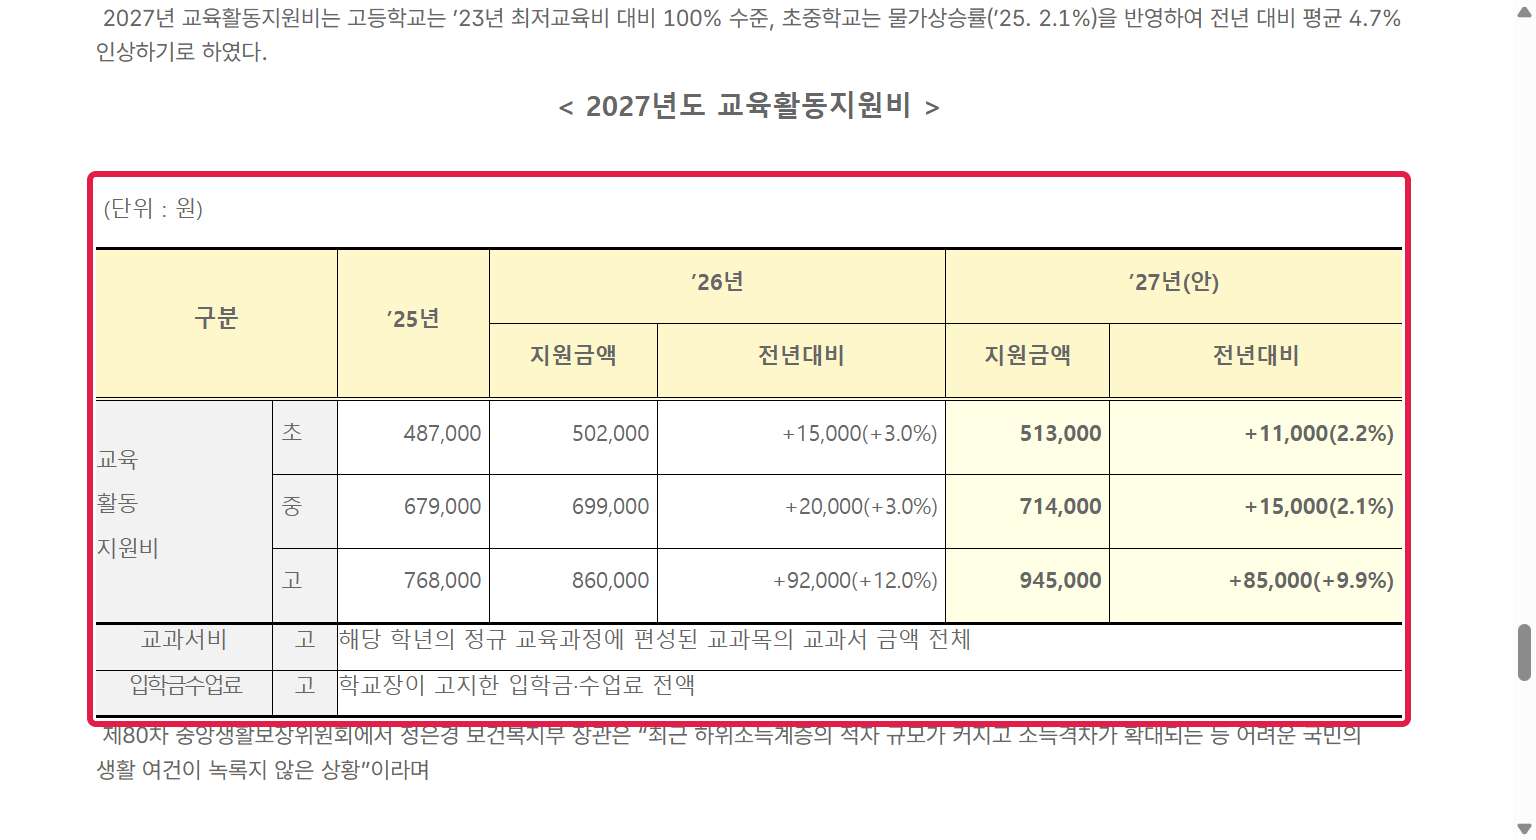 2027년 교육활동지원비는 고등학교는 ’23년 최저교육비 대비 100% 수준, 초중학교는 물가상승률(’25. 2.1%)을 반영하여 전년 대비 평균 4.7%
인상하기로 하였다.
< 2027년도 교육활동지원비 >
(단위 : 원)
구분 ’25년 ’26년 ’27년(안)
지원금액 전년대비 지원금액 전년대비
교육
활동
지원비
초 487,000 502,000 +15,000(+3.0%) 513,000 +11,000(2.2%)
중 679,000 699,000 +20,000(+3.0%) 714,000 +15,000(2.1%)
고 768,000 860,000 +92,000(+12.0%) 945,000 +85,000(+9.9%)
교과서비 고 해당 학년의 정규 교육과정에 편성된 교과목의 교과서 금액 전체
입학금수업료 고 학교장이 고지한 입학금·수업료 전액
제80차 중앙생활보장위원회에서 정은경 보건복지부 장관은 “최근 하위소득계층의 적자 규모가 커지고 소득격차가 확대되는 등 어려운 국민의
생활 여건이 녹록지 않은 상황”이라며